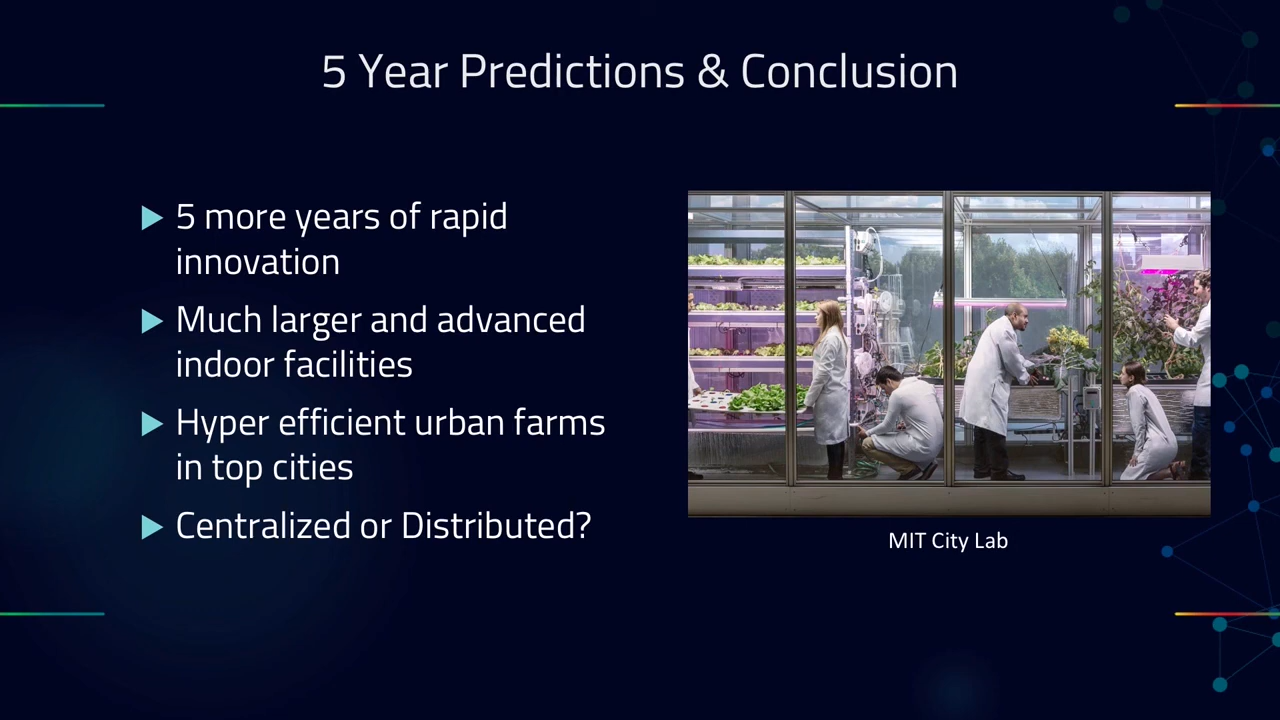 5 Year Predictions & Conclusion
5 more years of rapid
innovation
Much larger and advanced
indoor facilities
Hyper efficient urban farms
in top cities
Centralized or Distributed?
MIT City Lab